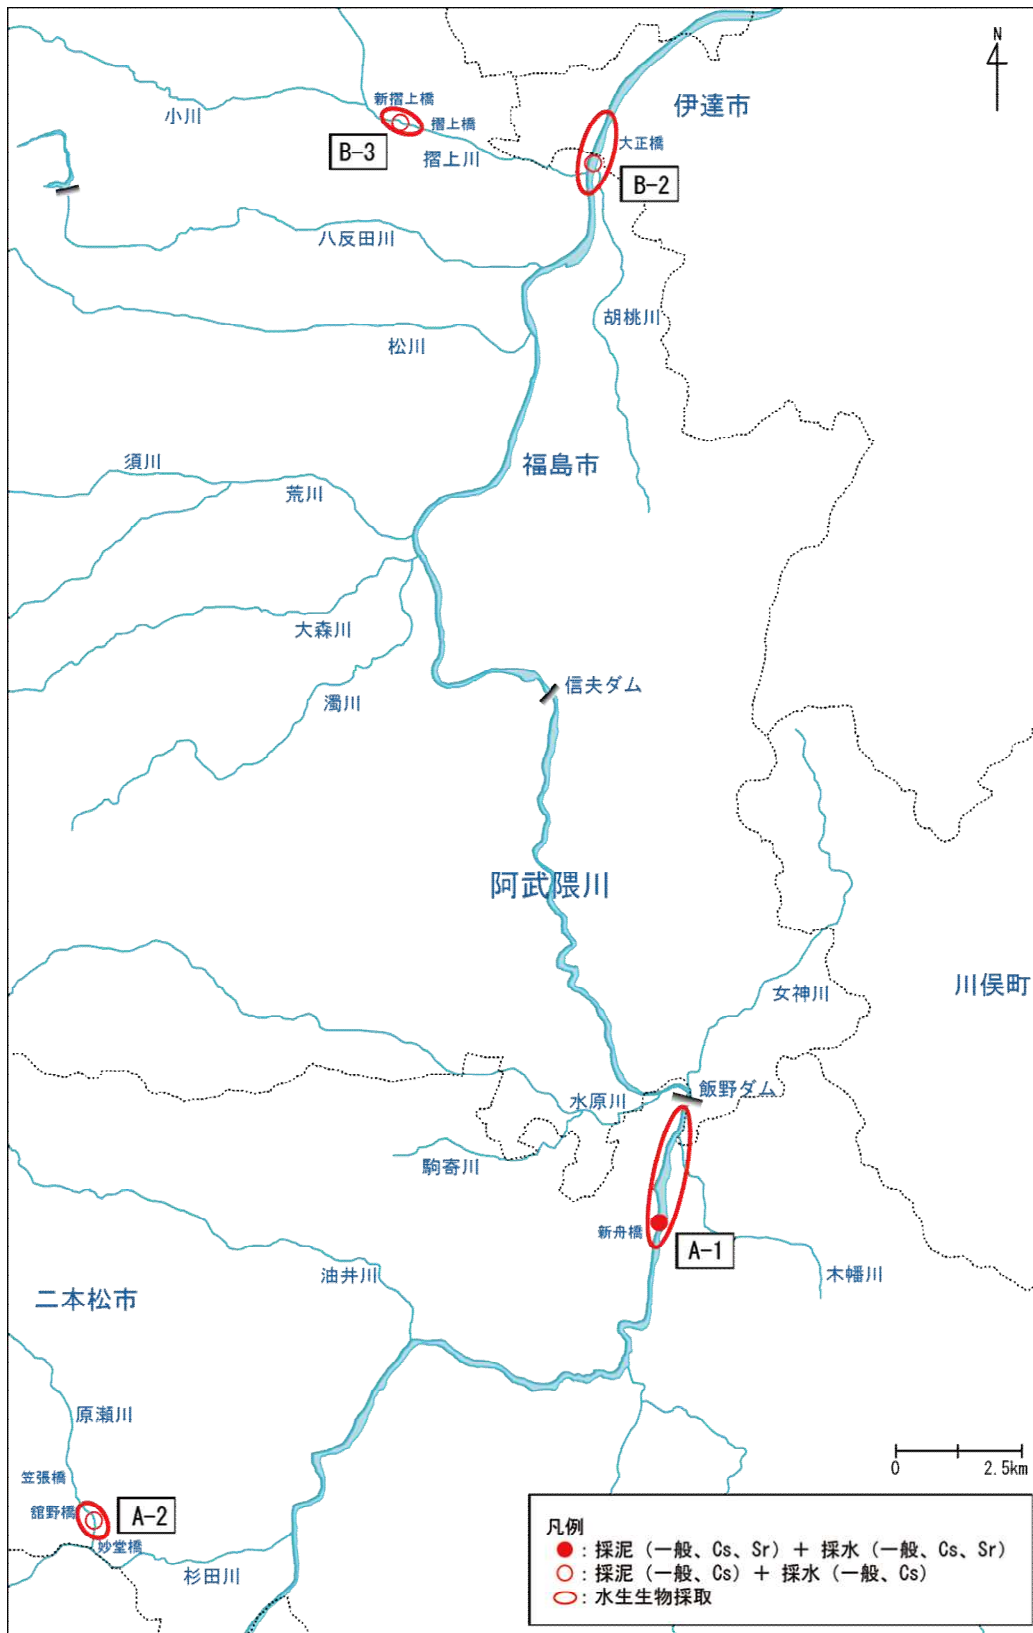 N
伊達市
新摺上橋
小川
摺上橋
大正橋
B-3
摺上川
B-2
八反田川
胡桃川
松川
須川
福島市
荒川
大森川
信夫ダム
濁川
阿武隈川
川俣町
女神川
飯野ダム
水原川
駒寄川
新舟橋
A-1
油井川
木幡川
二本松市
原瀬川
笠張橋
0 2.5km
舘野橋
A-2
妙堂橋
杉田川
凡例
：採泥（一般、Cs、Sr）＋ 採水（一般、Cs、Sr）
：採泥（一般、Cs）＋ 採水（一般、Cs）
：水生生物採取